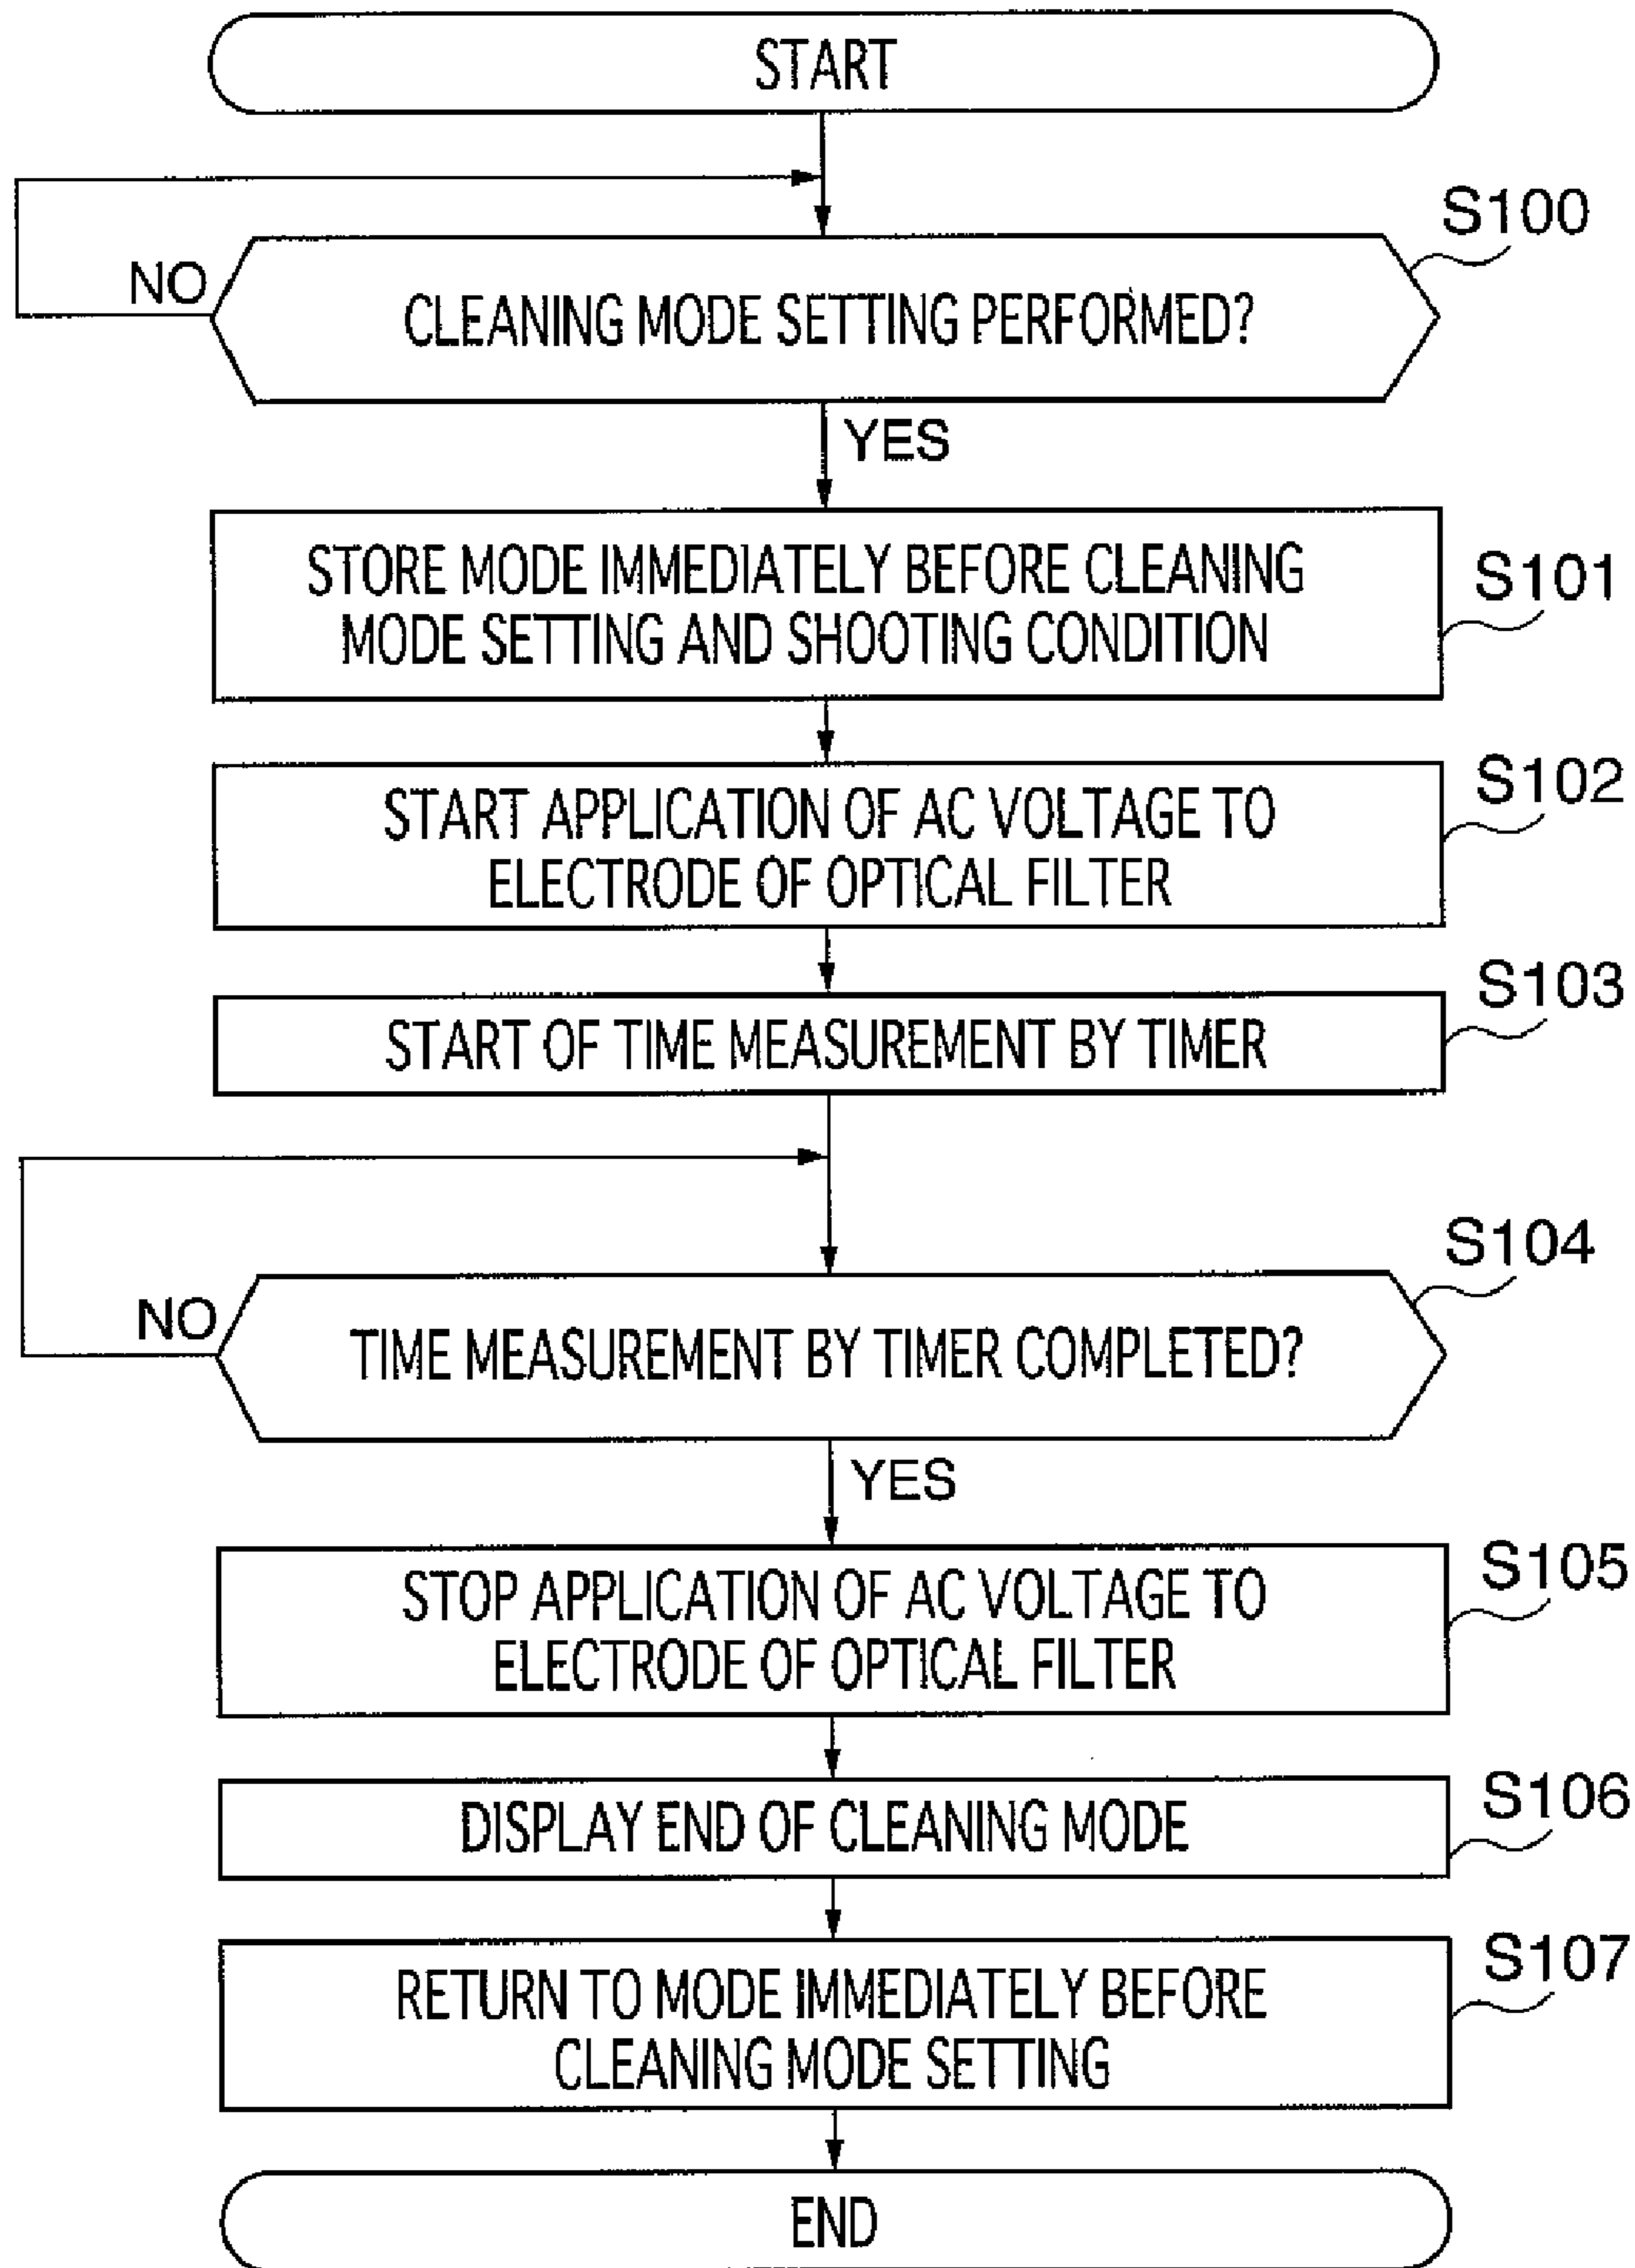 START
S100
NO
CLEANING MODE SETTING PERFORMED?
YES
STORE MODE IMMEDIATELY BEFORE CLEANING
MODE SETTING AND SHOOTING CONDITION
S101
S102
START APPLICATION OF AC VOLTAGE TO
ELECTRODE OF OPTICAL FILTER
S103
START OF TIME MEASUREMENT BY TIMER
S104
NO
TIME MEASUREMENT BY TIMER COMPLETED?
YES
S105
STOP APPLICATION OF AC VOLTAGE TO
ELECTRODE OF OPTICAL FILTER
S106
DISPLAY END OF CLEANING MODE
S107
RETURN TO MODE IMMEDIATELY BEFORE
CLEANING MODE SETTING
END